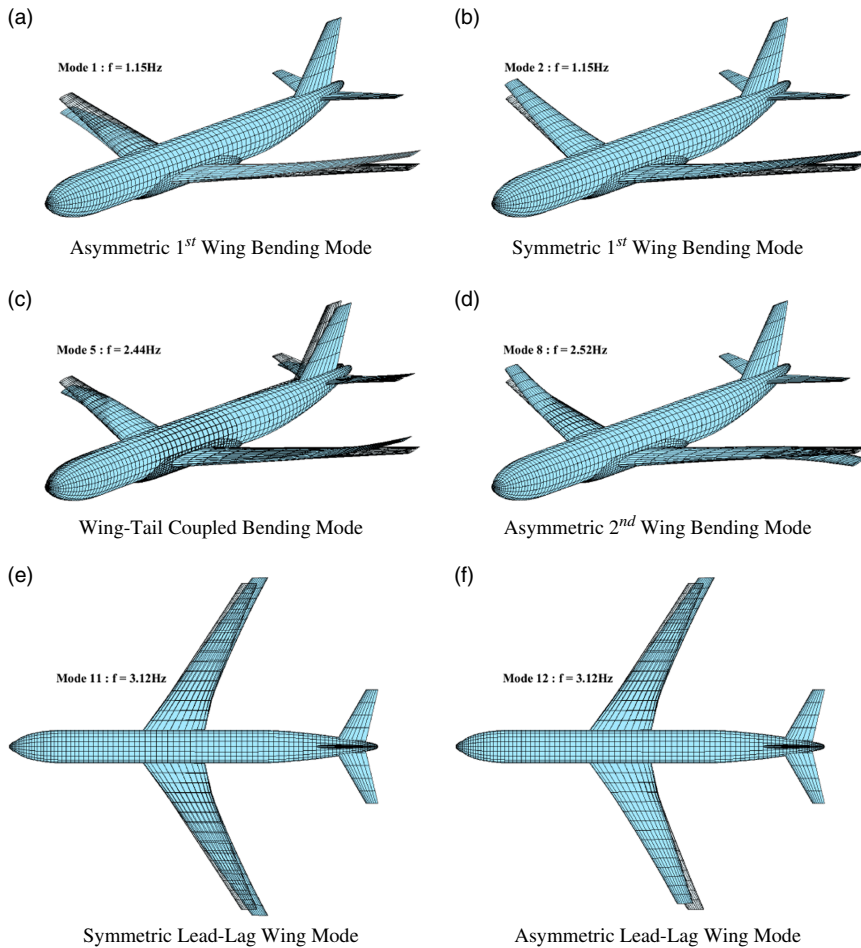 (a)
(b)
Mode 1 : f = 1.15Hz
Mode 2 : f = 1.15Hz
Asymmetric 1st Wing Bending Mode
Symmetric 1st Wing Bending Mode
(c)
(d)
Mode 5 : f = 2.44Hz
Mode 8 : f = 2.52Hz
Wing-Tail Coupled Bending Mode
Asymmetric 2nd Wing Bending Mode
(e)
(f)
Mode 11 : f = 3.12Hz
Mode 12 : f = 3.12Hz
Symmetric Lead-Lag Wing Mode
Asymmetric Lead-Lag Wing Mode